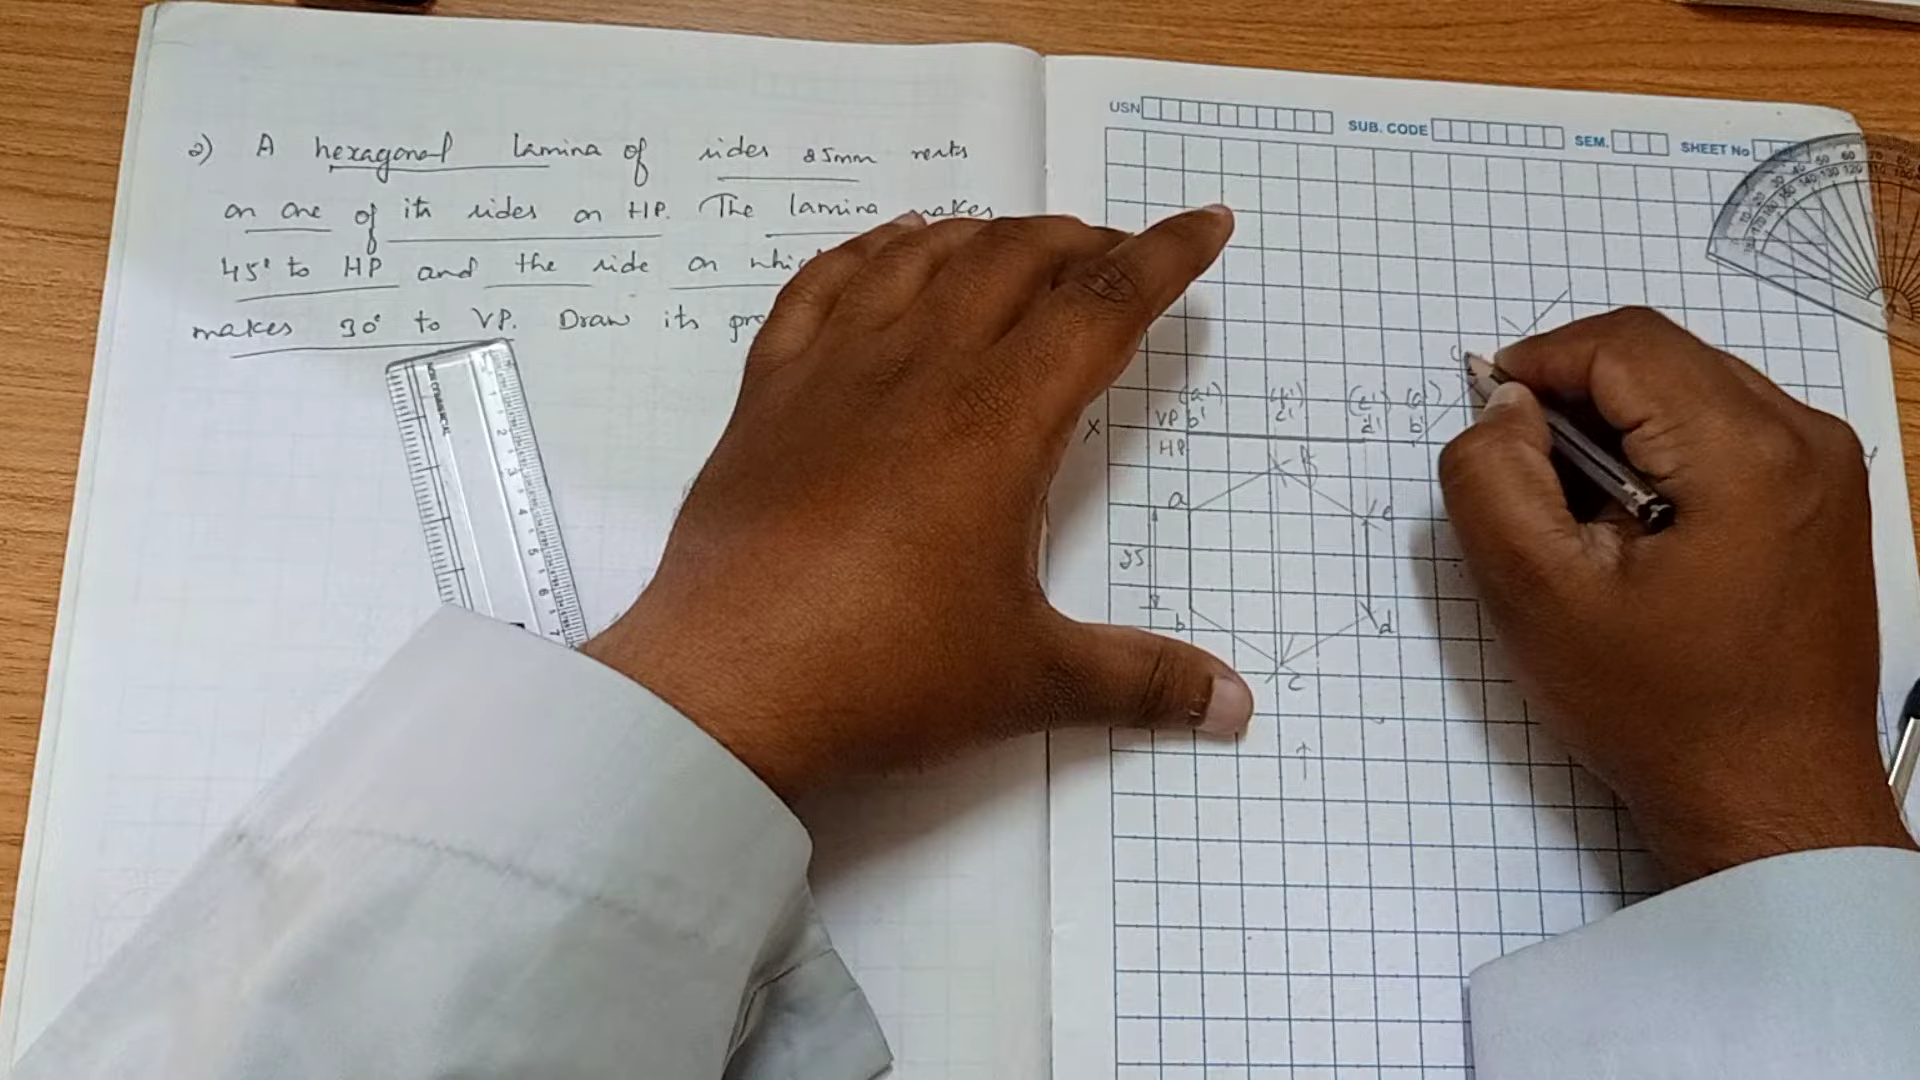 2) A hexagonal lamina of sides 25mm rests
on one of its sides on HP. The lamina makes
45° to HP and the side on which
makes 30° to VP. Draw its
USN SUB. CODE SEM. SHEET No
(a') (f') (e') (a')
VP b' c' d' b'
X HP
a e
25
b d
c